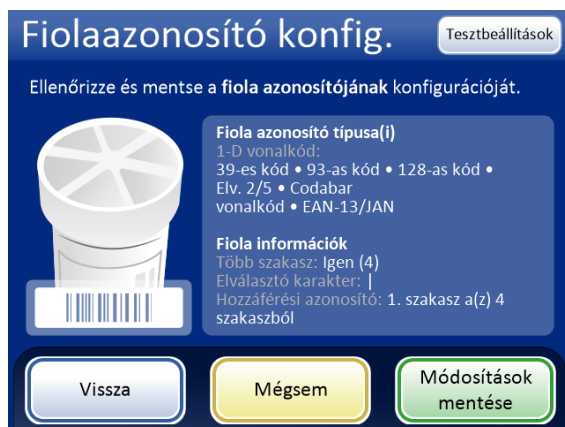 Fiolaazonosító konfig.
Tesztbeállítások
Ellenőrizze és mentse a fiola azonosítójának konfigurációját.
Fiola azonosító típusa(i)
1-D vonalkód:
39-es kód • 93-as kód • 128-as kód •
Elv. 2/5 • Codabar
vonalkód • EAN-13/JAN
Fiola információk
Több szakasz: Igen (4)
Elválasztó karakter: |
Hozzáférési azonosító: 1. szakasz a(z) 4
szakaszból
Vissza
Mégsem
Módosítások
mentése